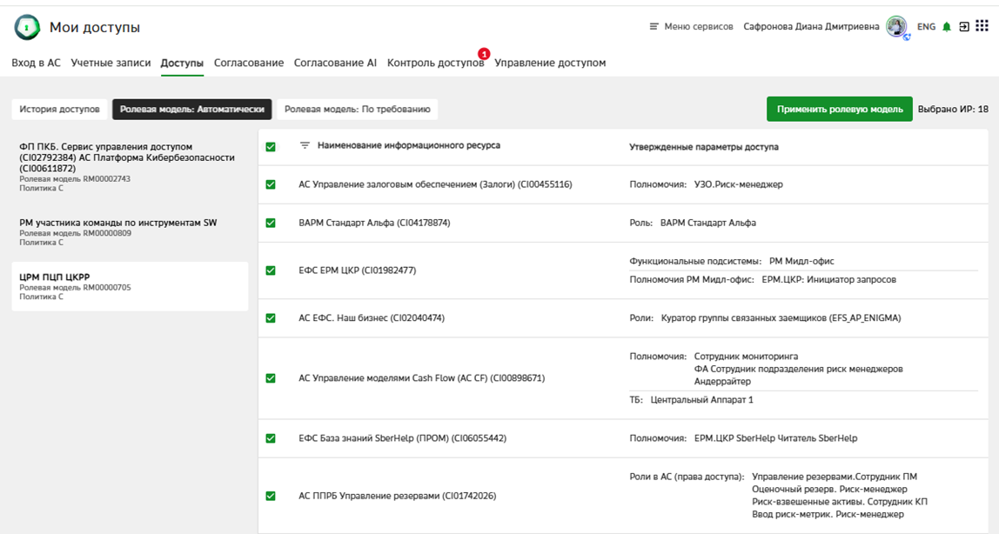 Мои доступы
Меню сервисов Сафронова Диана Дмитриевна ENG
Вход в АС Учетные записи Доступы Согласование Согласование AI Контроль доступов 1 Управление доступом
История доступов Ролевая модель: Автоматически Ролевая модель: По требованию Применить ролевую модель Выбрано ИР: 18
ФП ПКБ. Сервис управления доступом
(CI02792384) АС Платформа Кибербезопасности
(CI00611872)
Ролевая модель RM00002743
Политика С
РМ участника команды по инструментам SW
Ролевая модель RM00000809
Политика С
ЦРМ ПЦП ЦКРР
Ролевая модель RM00000705
Политика С
Наименование информационного ресурса Утвержденные параметры доступа
АС Управление залоговым обеспечением (Залоги) (CI00455116) Полномочия: УЗО.Риск-менеджер
ВАРМ Стандарт Альфа (CI04178874) Роль: ВАРМ Стандарт Альфа
ЕФС ЕРМ ЦКР (CI01982477) Функциональные подсистемы: РМ Мидл-офис
Полномочия РМ Мидл-офис: ЕРМ.ЦКР: Инициатор запросов
АС ЕФС. Наш бизнес (CI02040474) Роли: Куратор группы связанных заемщиков (EFS_AP_ENIGMA)
АС Управление моделями Cash Flow (АС CF) (CI00898671) Полномочия: Сотрудник мониторинга
ФА Сотрудник подразделения риск менеджеров
Андеррайтер
ТБ: Центральный Аппарат 1
ЕФС База знаний SberHelp (ПРОМ) (CI06055442) Полномочия: ЕРМ.ЦКР SberHelp Читатель SberHelp
АС ППРБ Управление резервами (CI01742026) Роли в АС (права доступа): Управление резервами.Сотрудник ПМ
Оценочный резерв. Риск-менеджер
Риск-взвешенные активы. Сотрудник КП
Ввод риск-метрик. Риск-менеджер